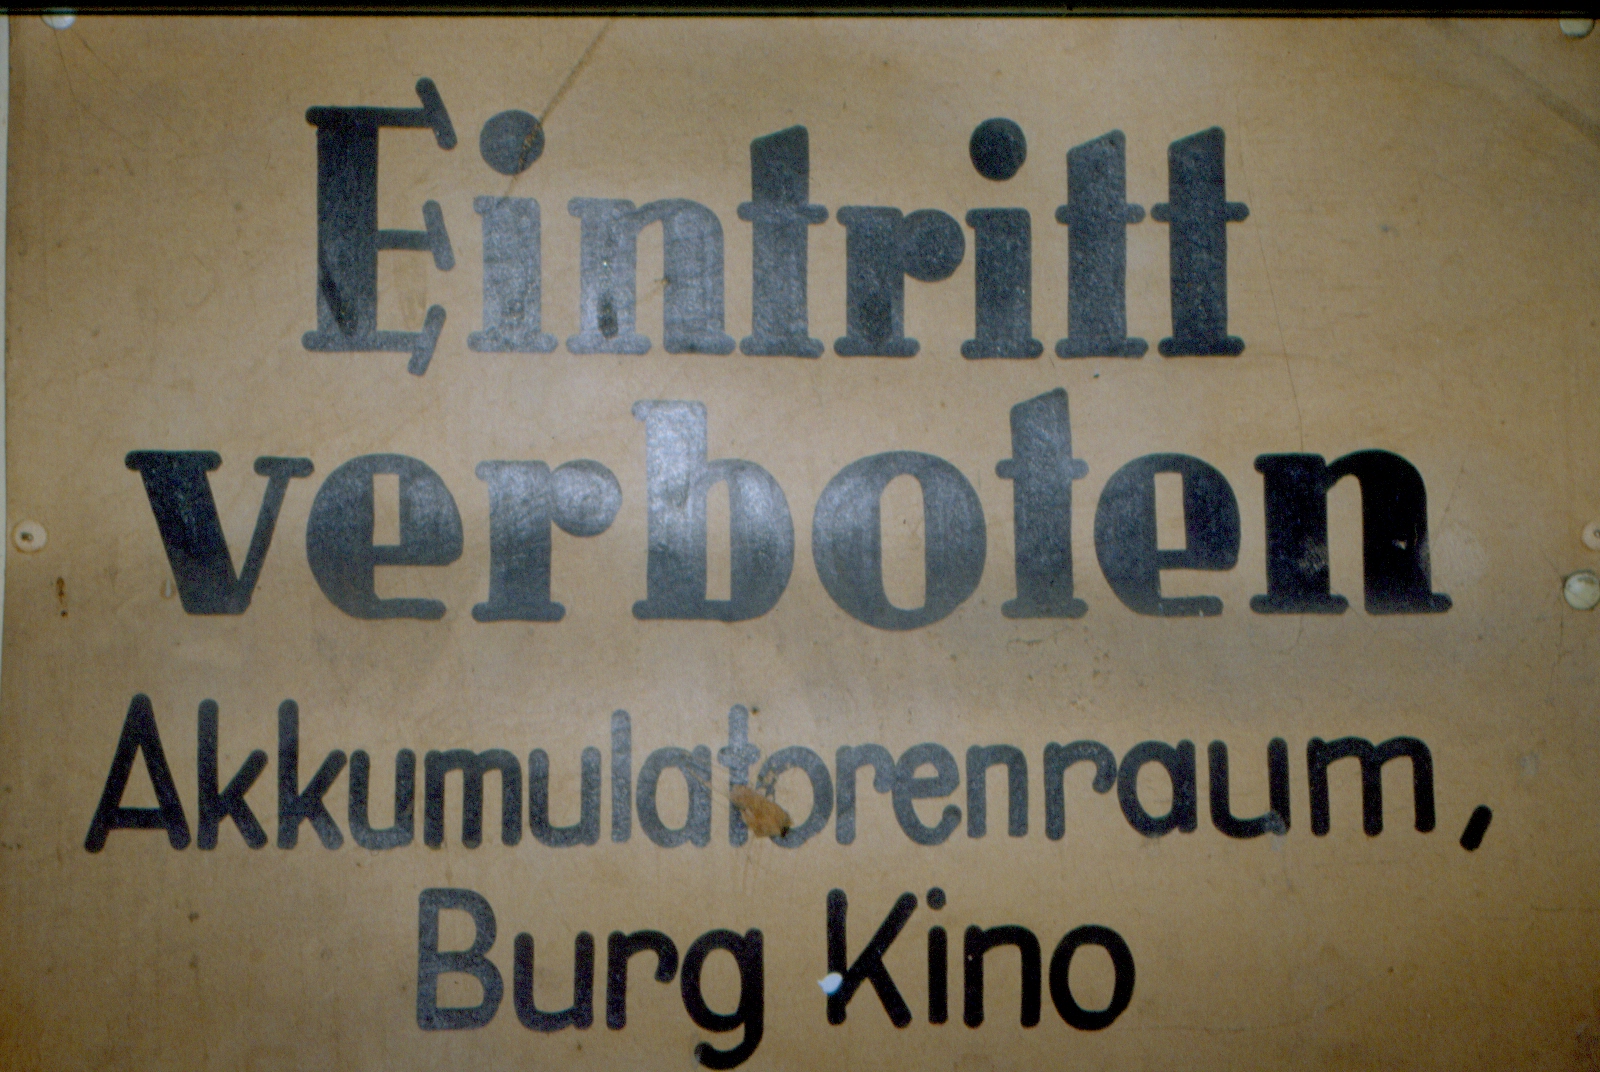 Eintritt
verboten
Akkumulatorenraum,
Burg Kino